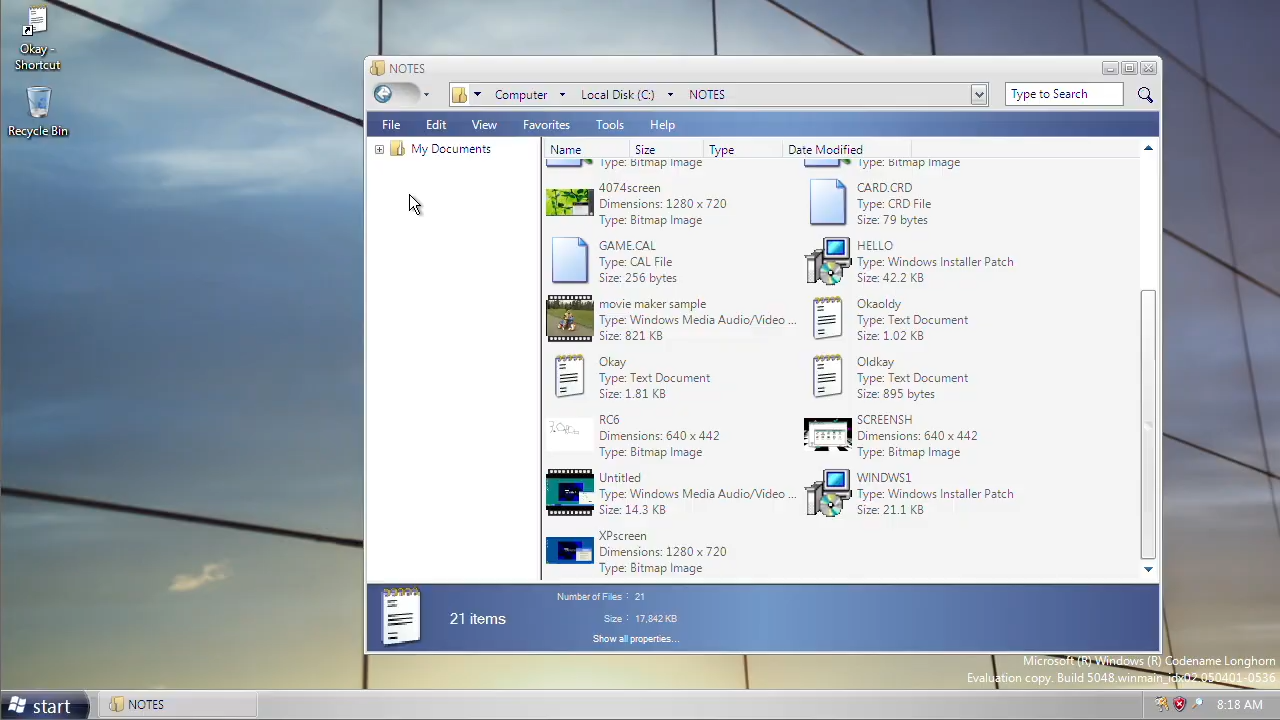 Okay -
Shortcut
Recycle Bin
NOTES
Computer Local Disk (C:) NOTES
Type to Search
File Edit View Favorites Tools Help
My Documents
Name Size Type Date Modified
Type: Bitmap Image Type: Bitmap Image
4074screen
Dimensions: 1280 x 720
Type: Bitmap Image
CARD.CRD
Type: CRD File
Size: 79 bytes
GAME.CAL
Type: CAL File
Size: 256 bytes
HELLO
Type: Windows Installer Patch
Size: 42.2 KB
movie maker sample
Type: Windows Media Audio/Video ...
Size: 821 KB
Okaoldy
Type: Text Document
Size: 1.02 KB
Okay
Type: Text Document
Size: 1.81 KB
Oldkay
Type: Text Document
Size: 895 bytes
RC6
Dimensions: 640 x 442
Type: Bitmap Image
SCREENSH
Dimensions: 640 x 442
Type: Bitmap Image
Untitled
Type: Windows Media Audio/Video ...
Size: 14.3 KB
WINDWS1
Type: Windows Installer Patch
Size: 21.1 KB
XPscreen
Dimensions: 1280 x 720
Type: Bitmap Image
21 items
Number of Files : 21
Size : 17,842 KB
Show all properties...
Microsoft (R) Windows (R) Codename Longhorn
Evaluation copy. Build 5048.winmain_idx02.050401-0536
start
NOTES
8:18 AM